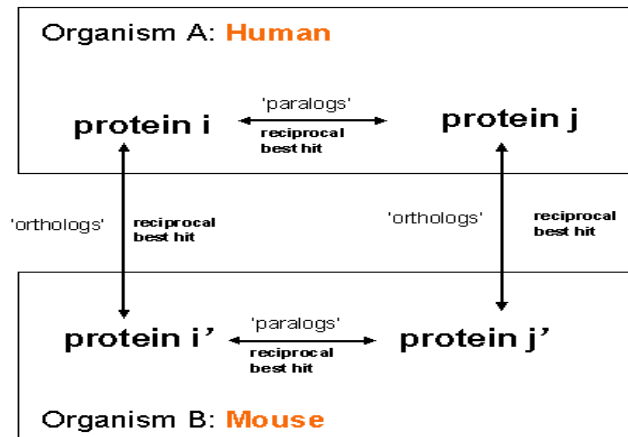 Organism A: Human
'paralogs'
protein i
protein j
reciprocal
best hit
'orthologs'
reciprocal
best hit
'orthologs'
reciprocal
best hit
'paralogs'
protein i’
protein j’
reciprocal
best hit
Organism B: Mouse